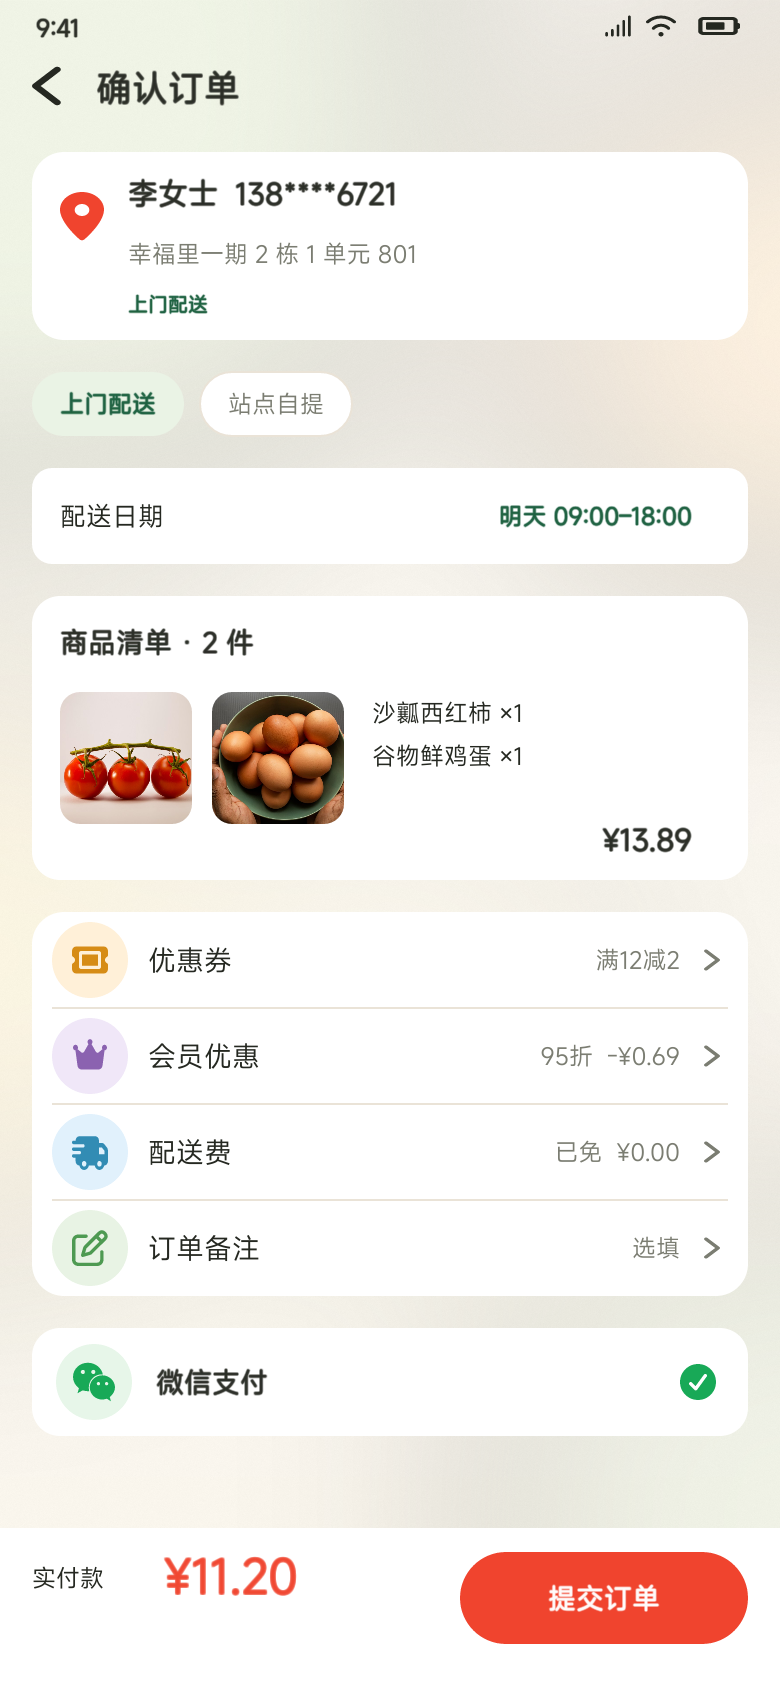 9:41
确认订单
李女士 138****6721
幸福里一期 2 栋 1 单元 801
上门配送
上门配送
站点自提
配送日期
明天 09:00–18:00
商品清单 · 2 件
沙瓤西红柿 ×1
谷物鲜鸡蛋 ×1
¥13.89
优惠券
满12减2
会员优惠
95折 -¥0.69
配送费
已免 ¥0.00
订单备注
选填
微信支付
实付款
¥11.20
提交订单